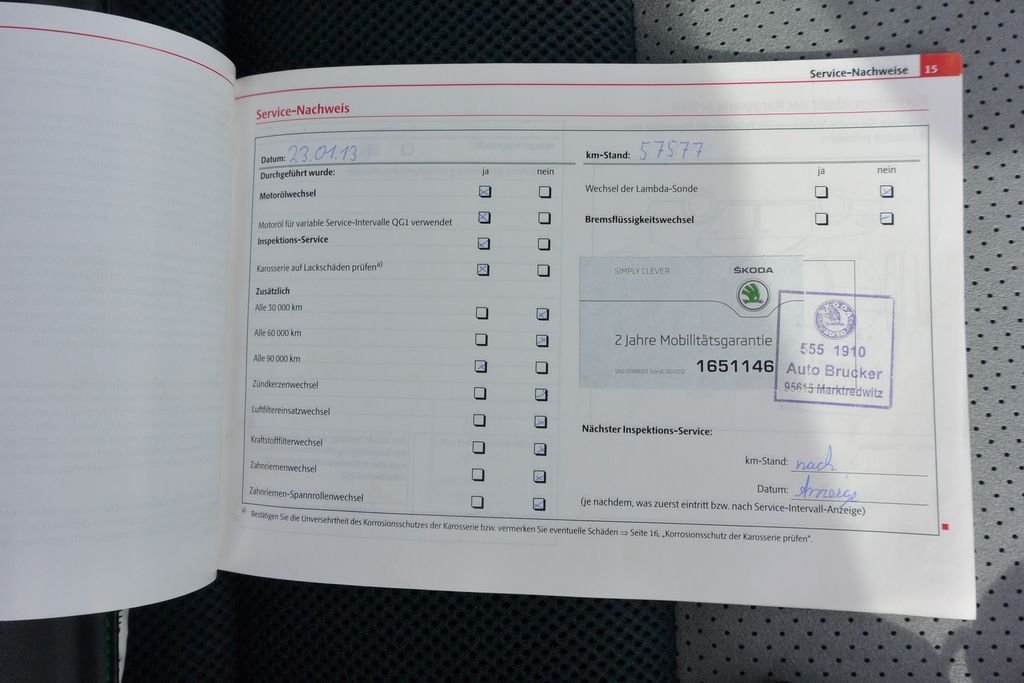 Service-Nachweise 15
Service-Nachweis
Datum: 23.01.13
Durchgeführt wurde: ja nein
Motorölwechsel
Motoröl für variable Service-Intervalle QG1 verwendet
Inspektions-Service
Karosserie auf Lackschäden prüfen a)
Zusätzlich
Alle 30 000 km
Alle 60 000 km
Alle 90 000 km
Zündkerzenwechsel
Luftfiltereinsatzwechsel
Kraftstofffilterwechsel
Zahnriemenwechsel
Zahnriemen-Spannrollenwechsel
km-Stand: 57577
ja nein
Wechsel der Lambda-Sonde
Bremsflüssigkeitswechsel
SIMPLY CLEVER ŠKODA
2 Jahre Mobilitätsgarantie
1651146
555 1910
Auto Brucker
95615 Marktredwitz
Nächster Inspektions-Service:
km-Stand: nach
Datum: Anzeige
(je nachdem, was zuerst eintritt bzw. nach Service-Intervall-Anzeige)
a) Bestätigen Sie die Unversehrtheit des Korrosionsschutzes der Karosserie bzw. vermerken Sie eventuelle Schäden ⇒ Seite 16, „Korrosionsschutz der Karosserie prüfen".